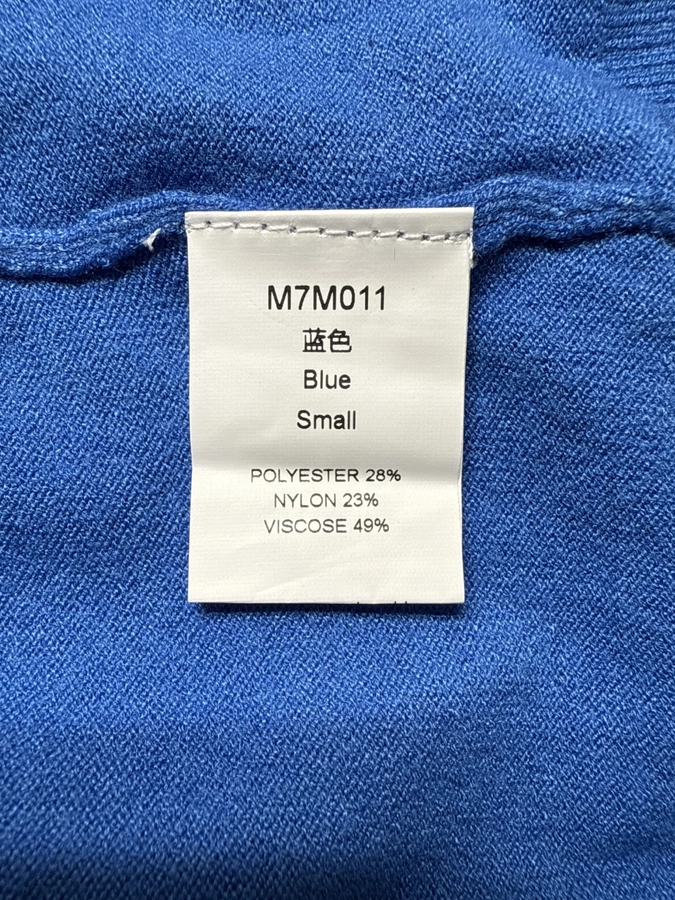 M7M011
蓝色
Blue
Small
POLYESTER 28%
NYLON 23%
VISCOSE 49%